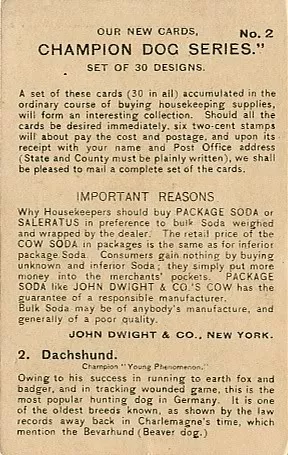 OUR NEW CARDS, No. 2
CHAMPION DOG SERIES."
SET OF 30 DESIGNS.
A set of these cards (30 in all) accumulated in the
ordinary course of buying housekeeping supplies,
will form an interesting collection. Should all the
cards be desired immediately, six two-cent stamps
will about pay the cost and postage, and upon its
receipt with your name and Post Office address
(State and County must be plainly written), we shall
be pleased to mail a complete set of the cards.
IMPORTANT REASONS
Why Housekeepers should buy PACKAGE SODA or
SALERATUS in preference to bulk Soda weighed
and wrapped by the dealer. The retail price of the
COW SODA in packages is the same as for inferior
package Soda. Consumers gain nothing by buying
unknown and inferior Soda; they simply put more
money into the merchants' pockets. PACKAGE
SODA like JOHN DWIGHT & CO.'S COW has the
guarantee of a responsible manufacturer.
Bulk Soda may be of anybody's manufacture, and
generally of a poor quality.
JOHN DWIGHT & CO., NEW YORK.
2. Dachshund.
Champion "Young Phenomenon."
Owing to his success in running to earth fox and
badger, and in tracking wounded game, this is the
most popular hunting dog in Germany. It is one
of the oldest breeds known, as shown by the law
records away back in Charlemagne's time, which
mention the Bevarhund (Beaver dog.)